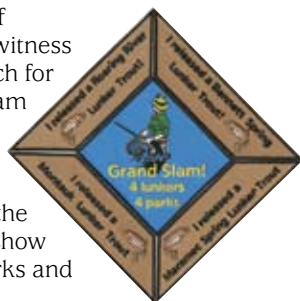 of
witness
ch for
am
the
show
rks and
I released a Roaring River
Lunker Trout!
I released a Bennett Spring
Lunker Trout!
Grand Slam!
4 lunkers
4 parks
I released a
Montauk Lunker Trout
I released a
Maramec Spring Lunker Trout